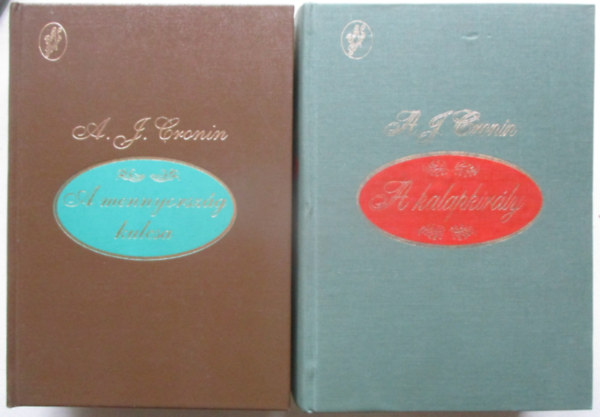 A. J. Cronin
A mennyország
kulcsa
A. J. Cronin
A kalapkirály